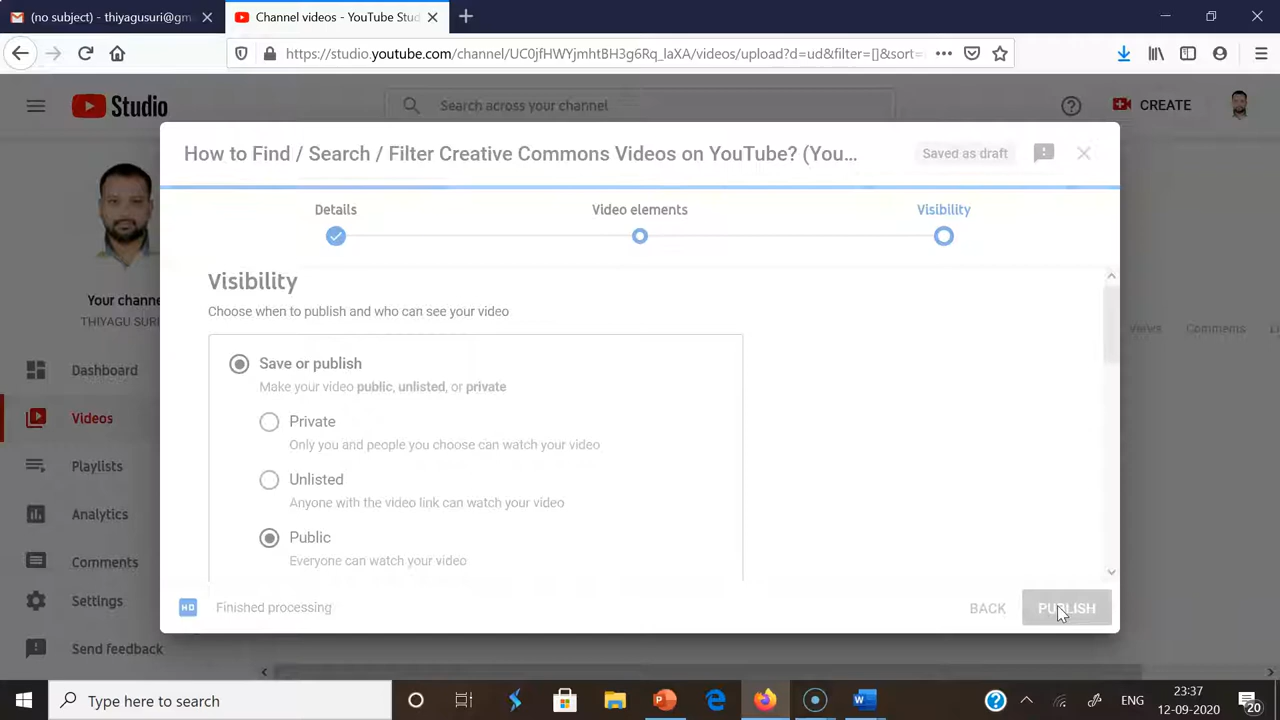 (no subject) - thiyagusuri@gm
Channel videos - YouTube Stud
https://studio.youtube.com/channel/UC0jfHWYjmhtBH3g6Rq_laXA/videos/upload?d=ud&filter=[]&sort=
Studio
Search across your channel
CREATE
How to Find / Search / Filter Creative Commons Videos on YouTube? (You...
Saved as draft
Details
Video elements
Visibility
Visibility
Choose when to publish and who can see your video
Your channe
THIYAGU SURI
Views
Comments
Save or publish
Make your video public, unlisted, or private
Private
Only you and people you choose can watch your video
Unlisted
Anyone with the video link can watch your video
Public
Everyone can watch your video
Dashboard
Videos
Playlists
Analytics
Comments
Settings
Send feedback
HD
Finished processing
BACK
PUBLISH
Type here to search
ENG
23:37
12-09-2020
20